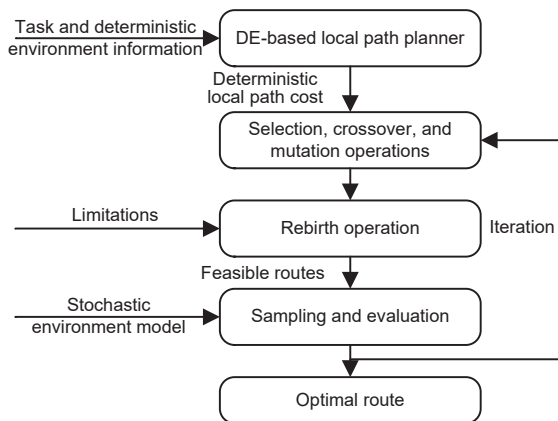 Task and deterministic
environment information
DE-based local path planner
Deterministic
local path cost
Selection, crossover, and
mutation operations
Limitations
Rebirth operation
Iteration
Feasible routes
Stochastic
environment model
Sampling and evaluation
Optimal route